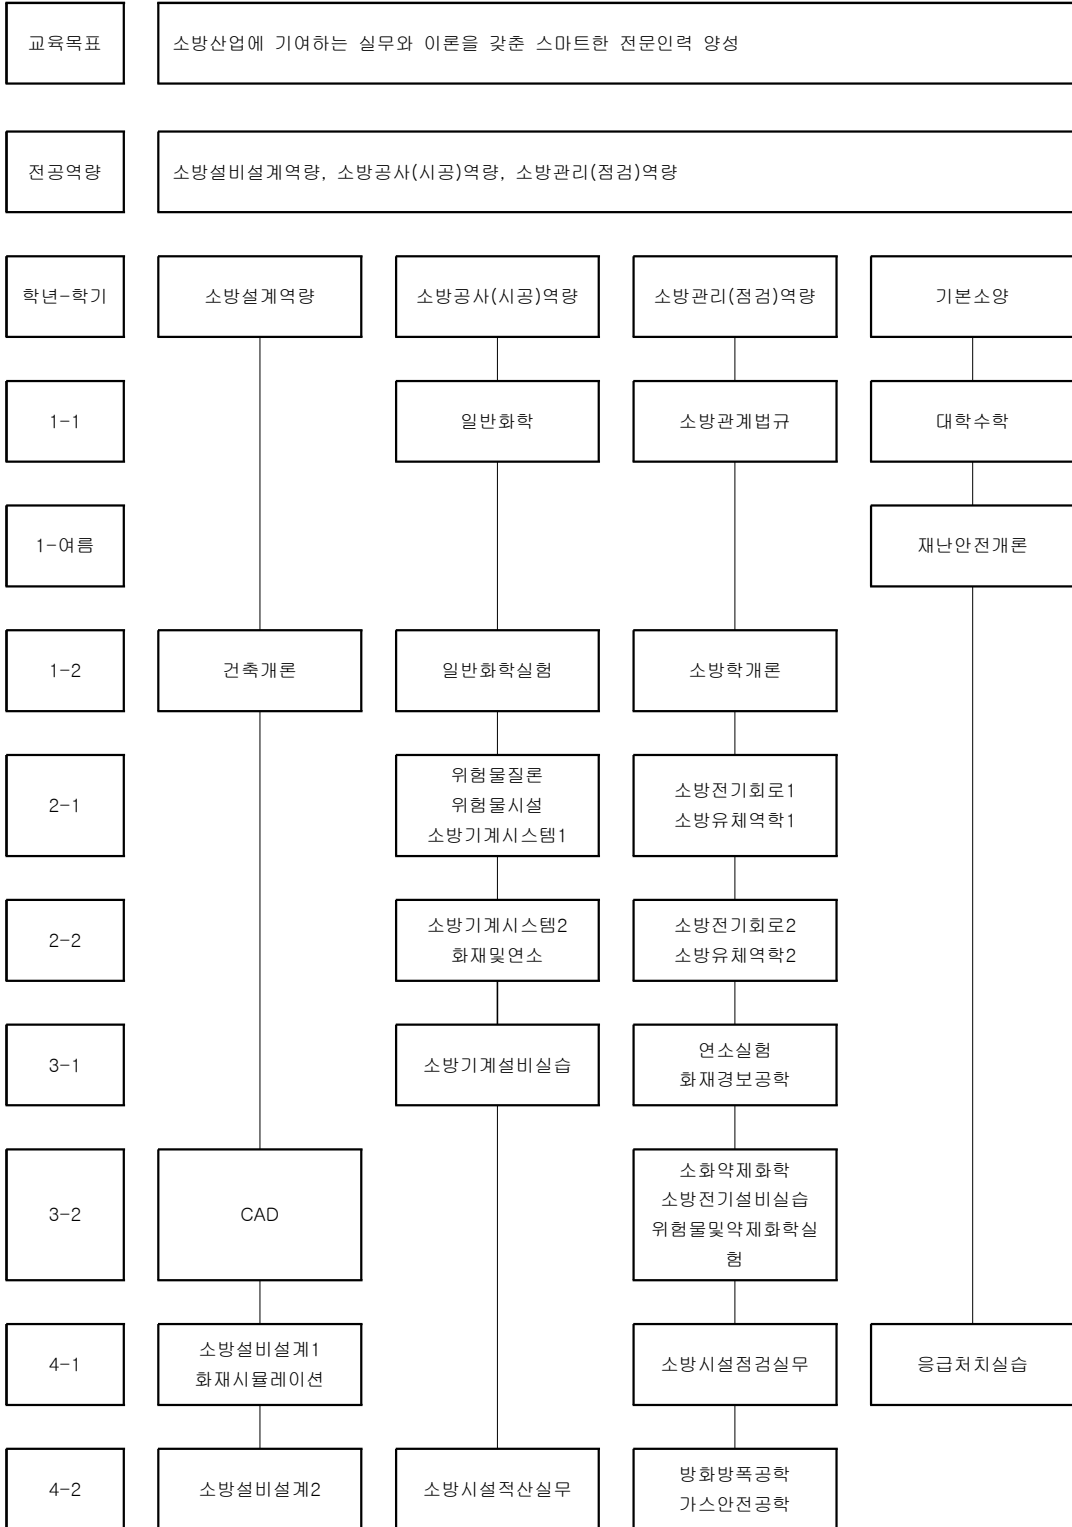 교육목표
소방산업에 기여하는 실무와 이론을 갖춘 스마트한 전문인력 양성
전공역량
소방설비설계역량, 소방공사(시공)역량, 소방관리(점검)역량
학년-학기
소방설계역량
소방공사(시공)역량
소방관리(점검)역량
기본소양
1-1
일반화학
소방관계법규
대학수학
1-여름
재난안전개론
1-2
건축개론
일반화학실험
소방학개론
2-1
위험물질론
위험물시설
소방기계시스템1
소방전기회로1
소방유체역학1
2-2
소방기계시스템2
화재및연소
소방전기회로2
소방유체역학2
3-1
소방기계설비실습
연소실험
화재경보공학
3-2
CAD
소화약제화학
소방전기설비실습
위험물및약제화학실
험
4-1
소방설비설계1
화재시뮬레이션
소방시설점검실무
응급처치실습
4-2
소방설비설계2
소방시설적산실무
방화방폭공학
가스안전공학